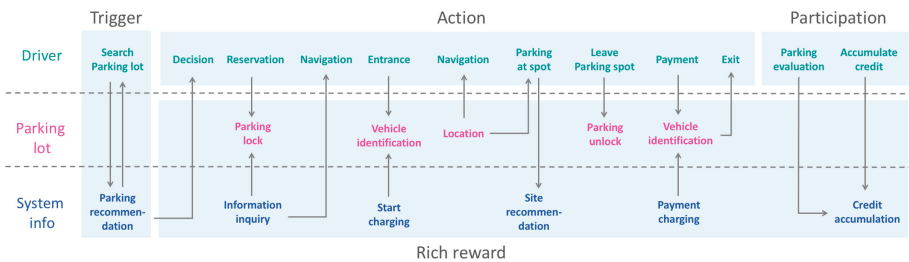 Trigger
Action
Participation
Driver
Search
Parking lot
Decision
Reservation
Navigation
Entrance
Navigation
Parking
at spot
Leave
Parking spot
Payment
Exit
Parking
evaluation
Accumulate
credit
Parking
lot
Parking
lock
Vehicle
identification
Location
Parking
unlock
Vehicle
identification
System
info
Parking
recommen-
dation
Information
inquiry
Start
charging
Site
recommen-
dation
Payment
charging
Credit
accumulation
Rich reward